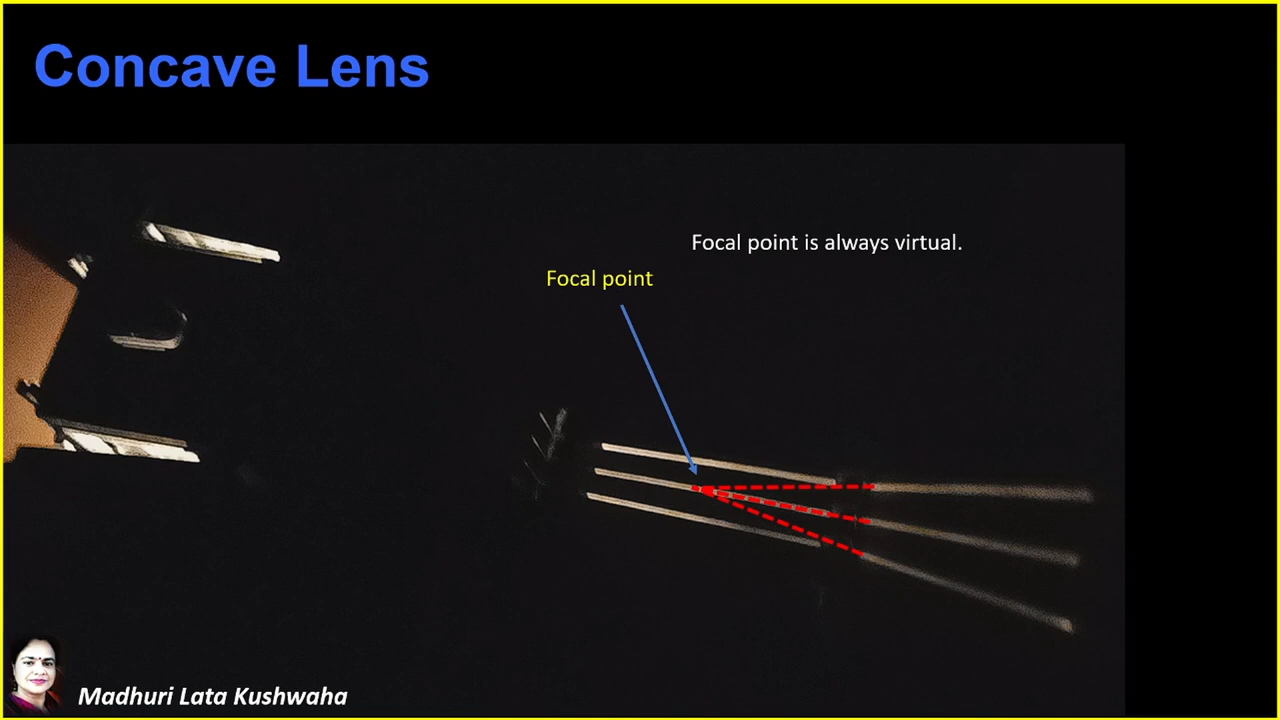 Concave Lens
Focal point is always virtual.
Focal point
Madhuri Lata Kushwaha